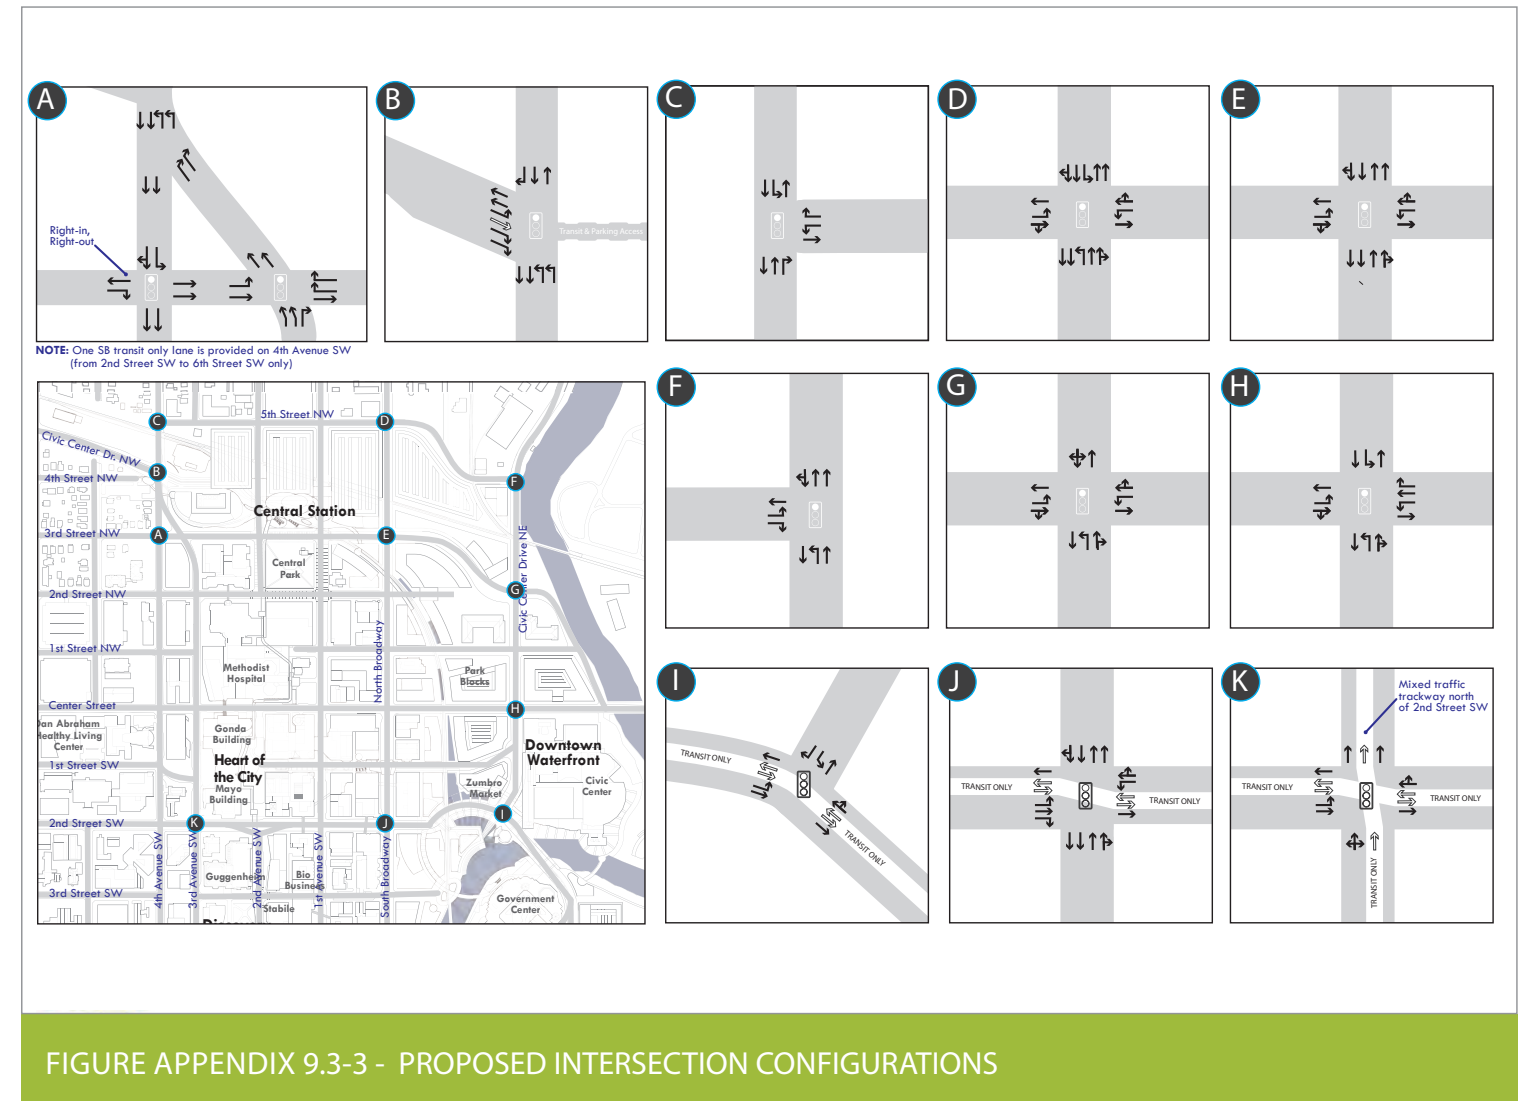 A
B
C
D
E
Right-in,
Right-out
Transit & Parking Access
NOTE: One SB transit only lane is provided on 4th Avenue SW
(from 2nd Street SW to 6th Street SW only)
F
G
H
C
5th Street NW
D
Civic Center Dr. NW
B
4th Street NW
F
Central Station
3rd Street NW
A
E
Civic Center Drive NE
Central
Park
2nd Street NW
G
North Broadway
1st Street NW
Methodist
Hospital
Park
Blocks
Center Street
H
Dan Abraham
Healthy Living
Center
Gonda
Building
Heart of
the City
Mayo
Building
Downtown
Waterfront
1st Street SW
Zumbro
Market
Civic
Center
2nd Street SW
K
J
I
4th Avenue SW
3rd Avenue SW
2nd Avenue SW
1st Avenue SW
South Broadway
Guggenheim
Bio
Business
3rd Street SW
Stabile
Government
Center
I
TRANSIT ONLY
TRANSIT ONLY
J
TRANSIT ONLY
TRANSIT ONLY
K
Mixed traffic
trackway north
of 2nd Street SW
TRANSIT ONLY
TRANSIT ONLY
TRANSIT ONLY
FIGURE APPENDIX 9.3-3 - PROPOSED INTERSECTION CONFIGURATIONS